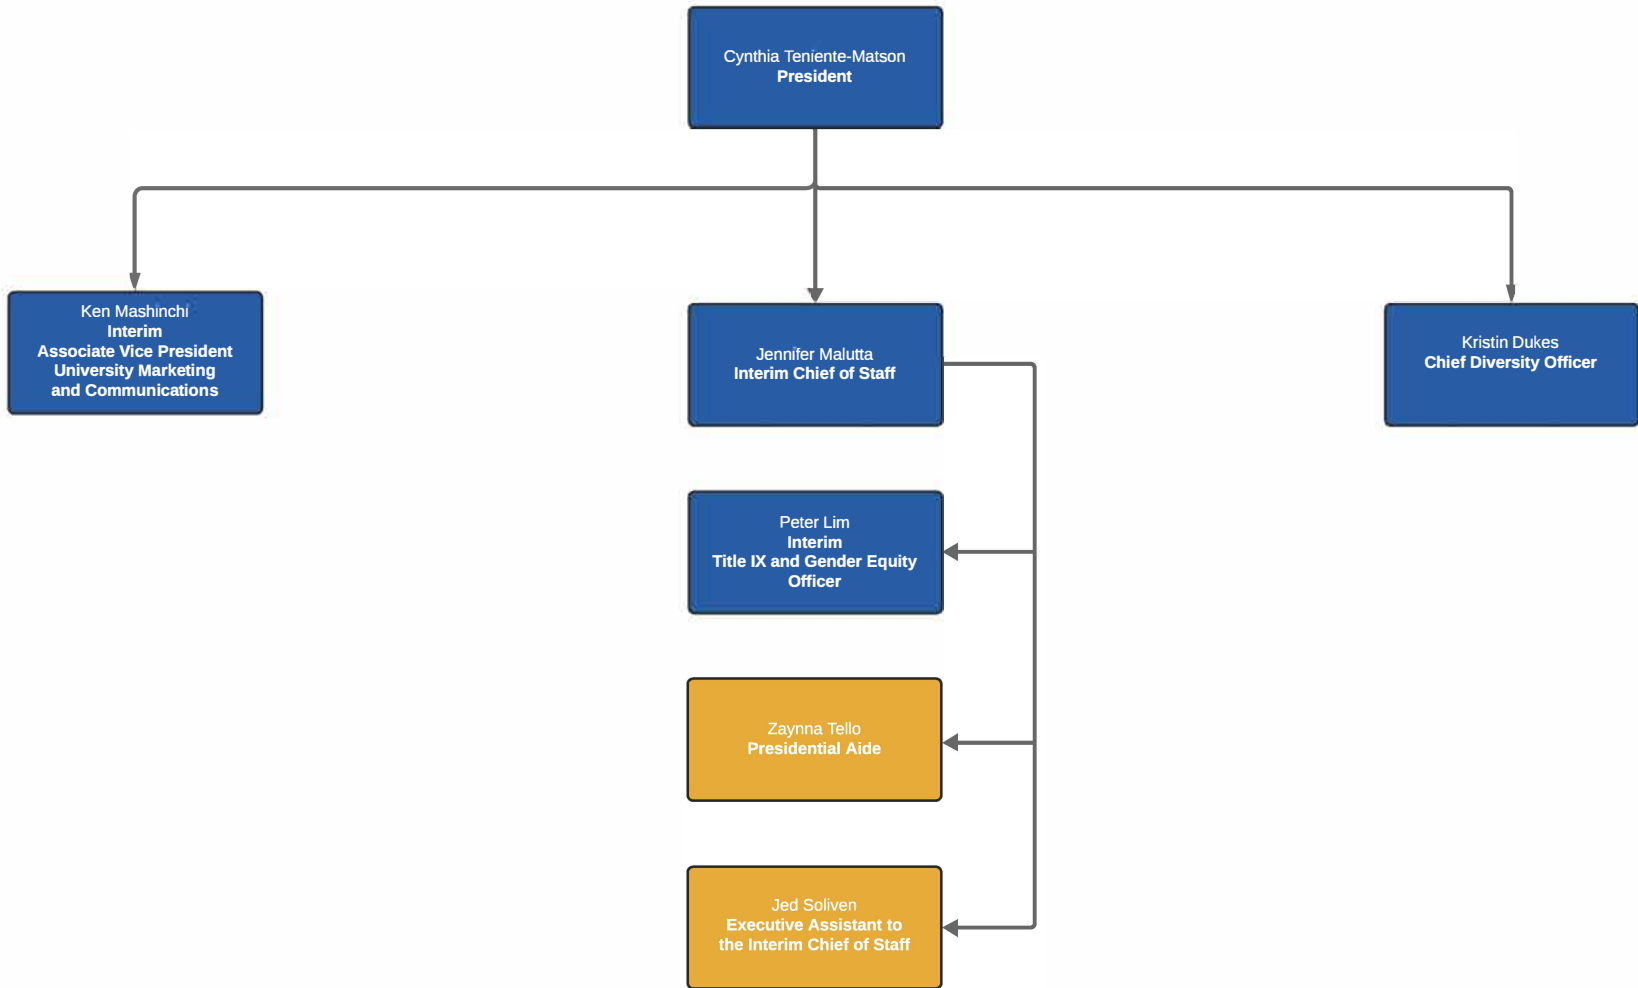 Cynthia Teniente-Matson
President
Ken Mashinchi
Interim
Associate Vice President
University Marketing
and Communications
Jennifer Malutta
Interim Chief of Staff
Kristin Dukes
Chief Diversity Officer
Peter Lim
Interim
Title IX and Gender Equity
Officer
Zaynna Tello
Presidential Aide
Jed Soliven
Executive Assistant to
the Interim Chief of Staff